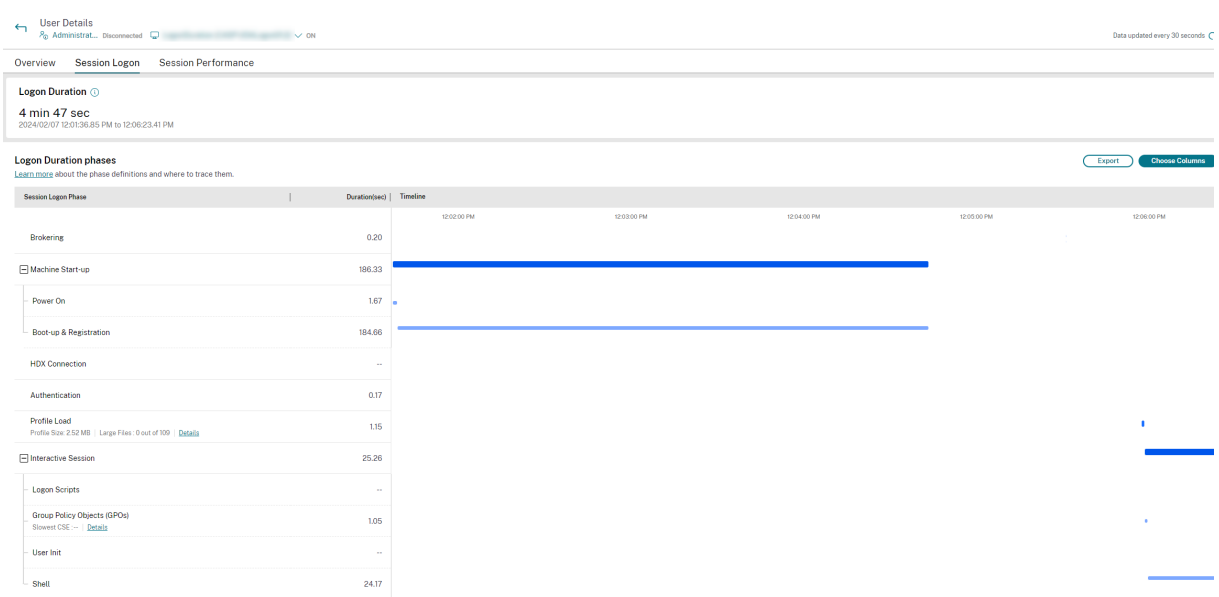 User Details
Administrat... Disconnected ON
Data updated every 30 seconds
Overview Session Logon Session Performance
Logon Duration
4 min 47 sec
2024/02/07 12:01:36.85 PM to 12:06:23.41 PM
Logon Duration phases
Export Choose Columns
Learn more about the phase definitions and where to trace them.
Session Logon Phase Duration(sec) Timeline
12:02:00 PM 12:03:00 PM 12:04:00 PM 12:05:00 PM 12:06:00 PM
Brokering 0.20
Machine Start-up 186.33
Power On 1.67
Boot-up & Registration 184.66
HDX Connection --
Authentication 0.17
Profile Load 1.15
Profile Size: 2.52 MB | Large Files : 0 out of 109 | Details
Interactive Session 25.26
Logon Scripts --
Group Policy Objects (GPOs) 1.05
Slowest CSE : -- | Details
User Init --
Shell 24.17